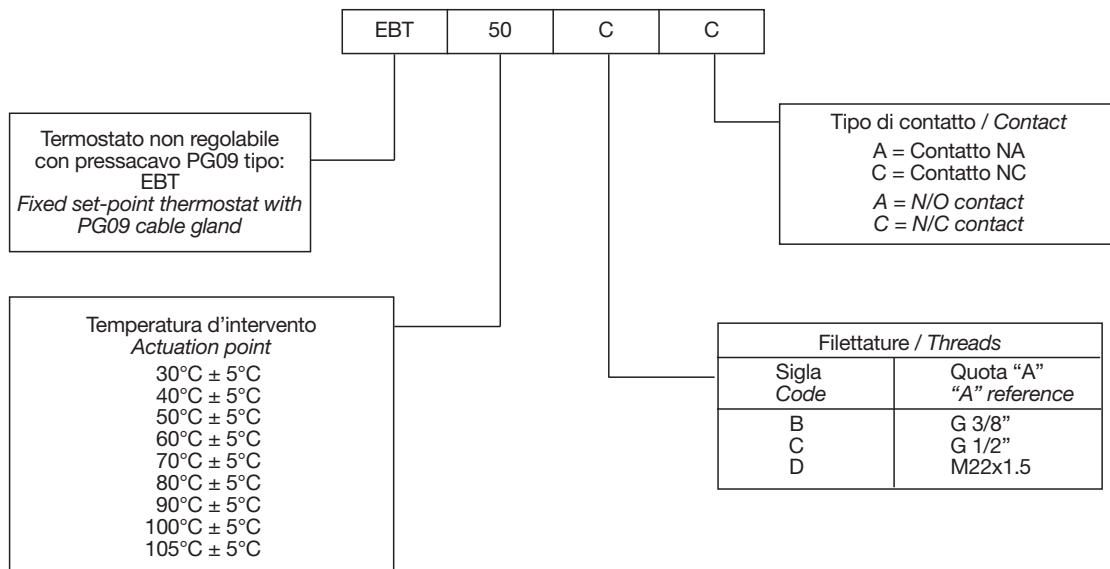 EBT 50 C C
Termostato non regolabile
con pressacavo PG09 tipo:
EBT
Fixed set-point thermostat with
PG09 cable gland
Tipo di contatto / Contact
A = Contatto NA
C = Contatto NC
A = N/O contact
C = N/C contact
Temperatura d’intervento
Actuation point
30°C ± 5°C
40°C ± 5°C
50°C ± 5°C
60°C ± 5°C
70°C ± 5°C
80°C ± 5°C
90°C ± 5°C
100°C ± 5°C
105°C ± 5°C
Filettature / Threads
Sigla Quota “A”
Code “A” reference
B G 3/8”
C G 1/2”
D M22x1.5